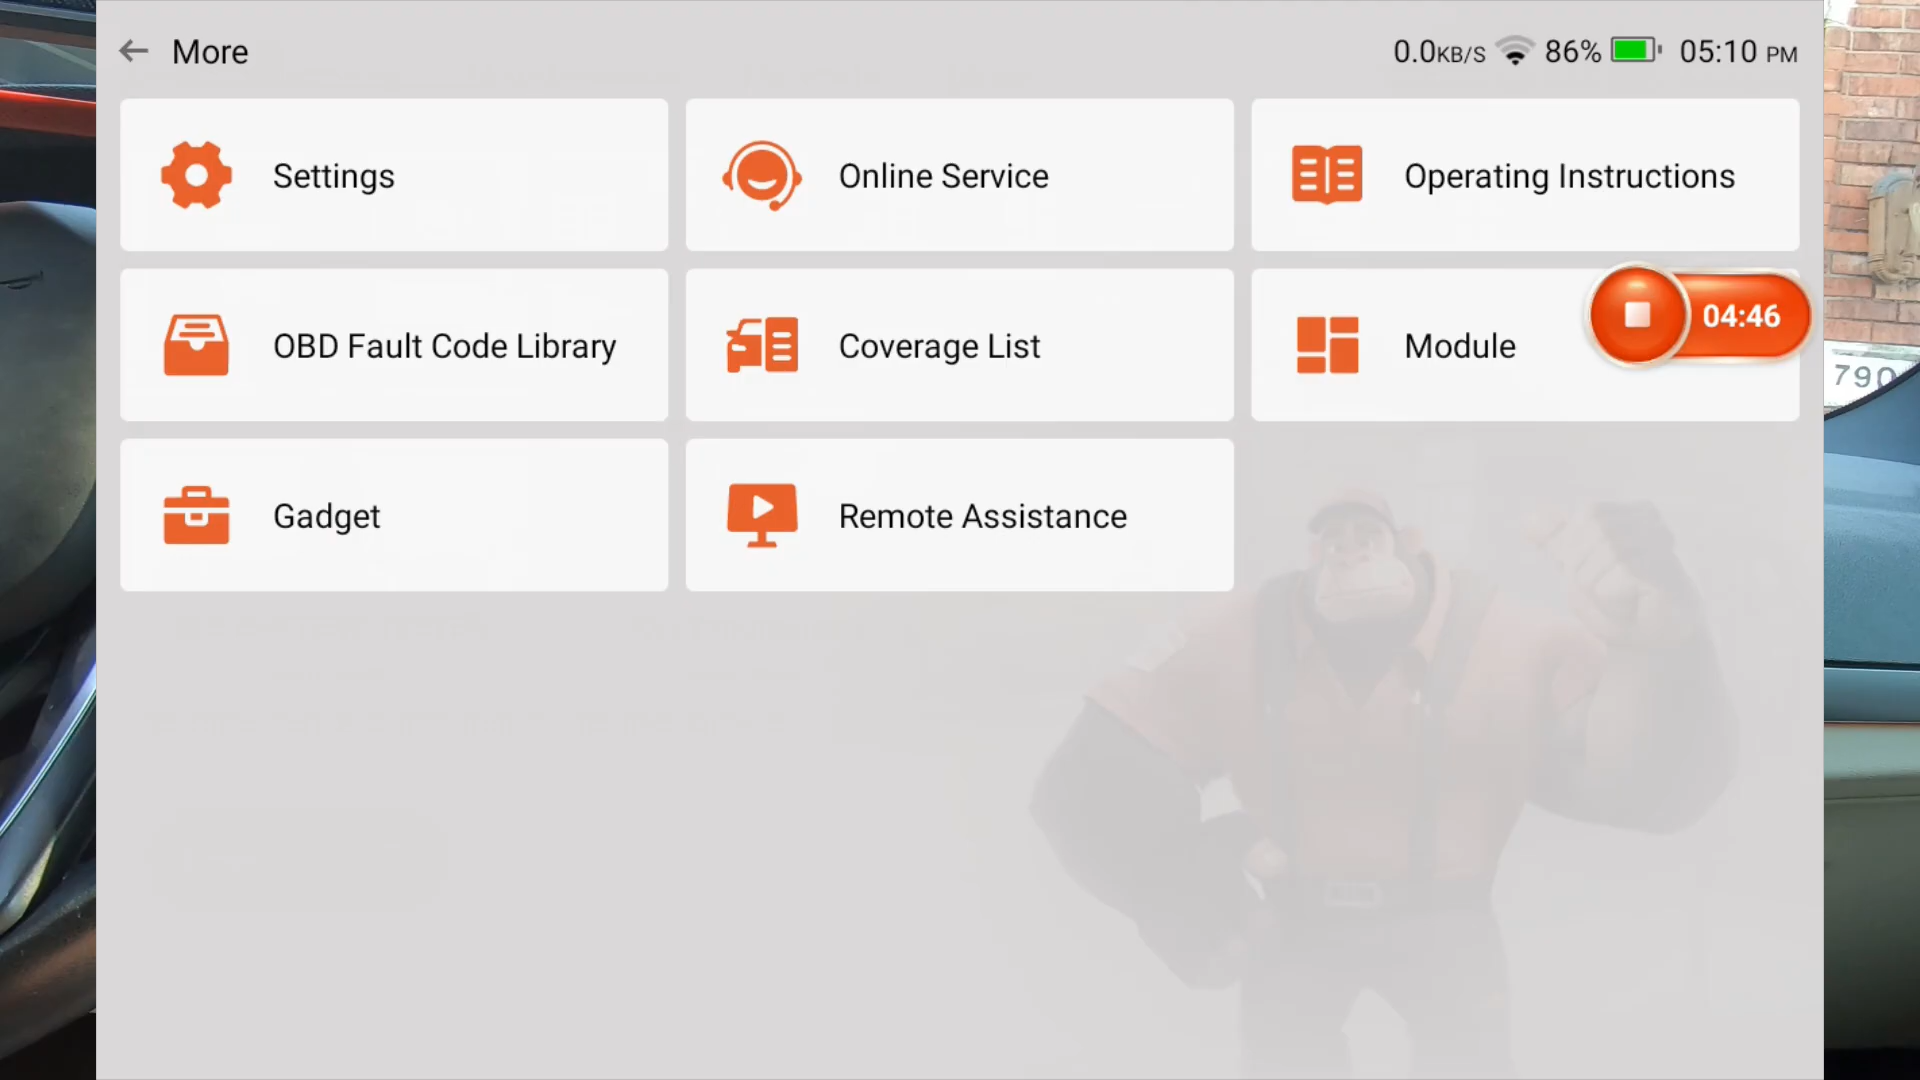 More
0.0KB/S 86% 05:10 PM
Settings
Online Service
Operating Instructions
OBD Fault Code Library
Coverage List
Module
04:46
790
Gadget
Remote Assistance